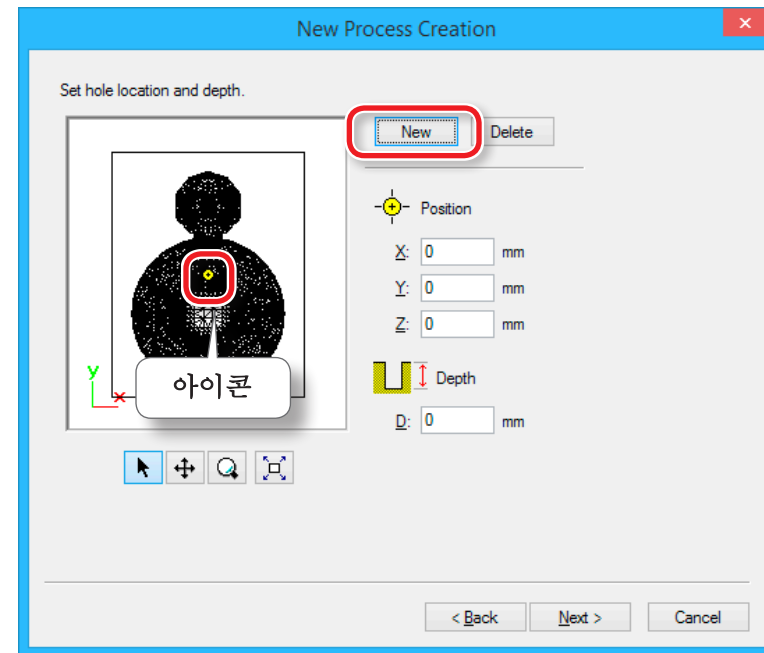 New Process Creation
Set hole location and depth.
New Delete
Position
X: 0 mm
Y: 0 mm
Z: 0 mm
Depth
D: 0 mm
y
x
아이콘
< Back Next > Cancel